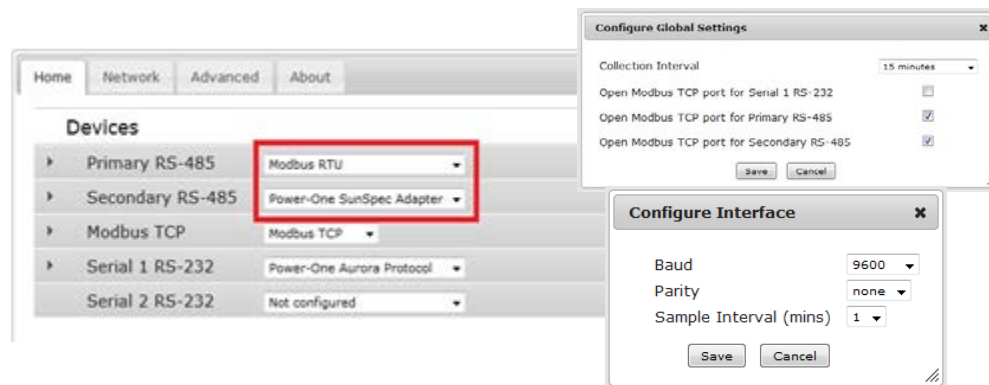 Home Network Advanced About
Devices
Primary RS-485 Modbus RTU
Secondary RS-485 Power-One SunSpec Adapter
Modbus TCP Modbus TCP
Serial 1 RS-232 Power-One Aurora Protocol
Serial 2 RS-232 Not configured
Configure Global Settings x
Collection Interval 15 minutes
Open Modbus TCP port for Serial 1 RS-232
Open Modbus TCP port for Primary RS-485
Open Modbus TCP port for Secondary RS-485
Save Cancel
Configure Interface x
Baud 9600
Parity none
Sample Interval (mins) 1
Save Cancel